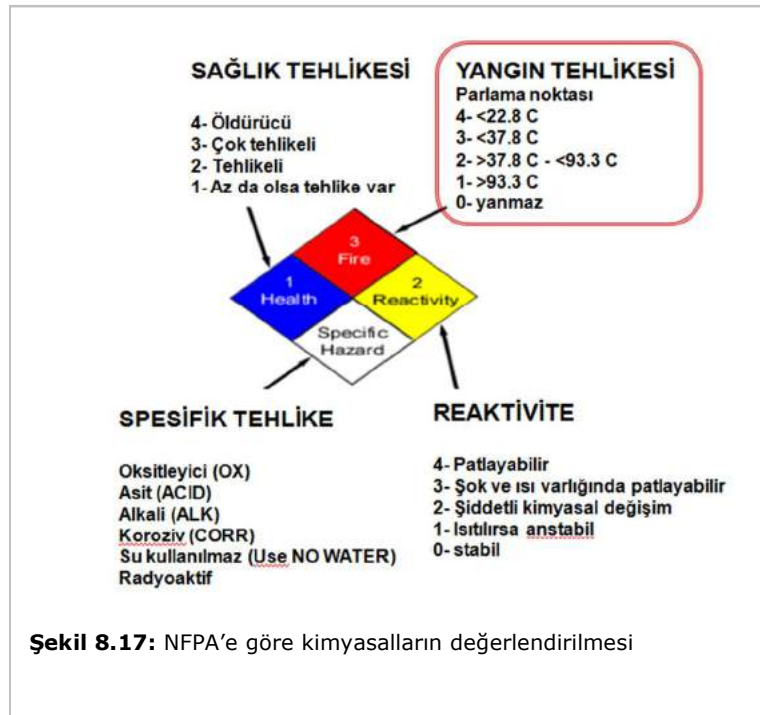 SAĞLIK TEHLİKESİ
4- Öldürücü
3- Çok tehlikeli
2- Tehlikeli
1- Az da olsa tehlike var
YANGIN TEHLİKESİ
Parlama noktası
4- <22.8 C
3- <37.8 C
2- >37.8 C - <93.3 C
1- >93.3 C
0- yanmaz
3
Fire
1
Health
2
Reactivity
Specific
Hazard
SPESİFİK TEHLİKE
Oksitleyici (OX)
Asit (ACID)
Alkali (ALK)
Koroziv (CORR)
Su kullanılmaz (Use NO WATER)
Radyoaktif
REAKTİVİTE
4- Patlayabilir
3- Şok ve ısı varlığında patlayabilir
2- Şiddetli kimyasal değişim
1- Isıtılırsa anstabil
0- stabil
Şekil 8.17: NFPA’e göre kimyasalların değerlendirilmesi